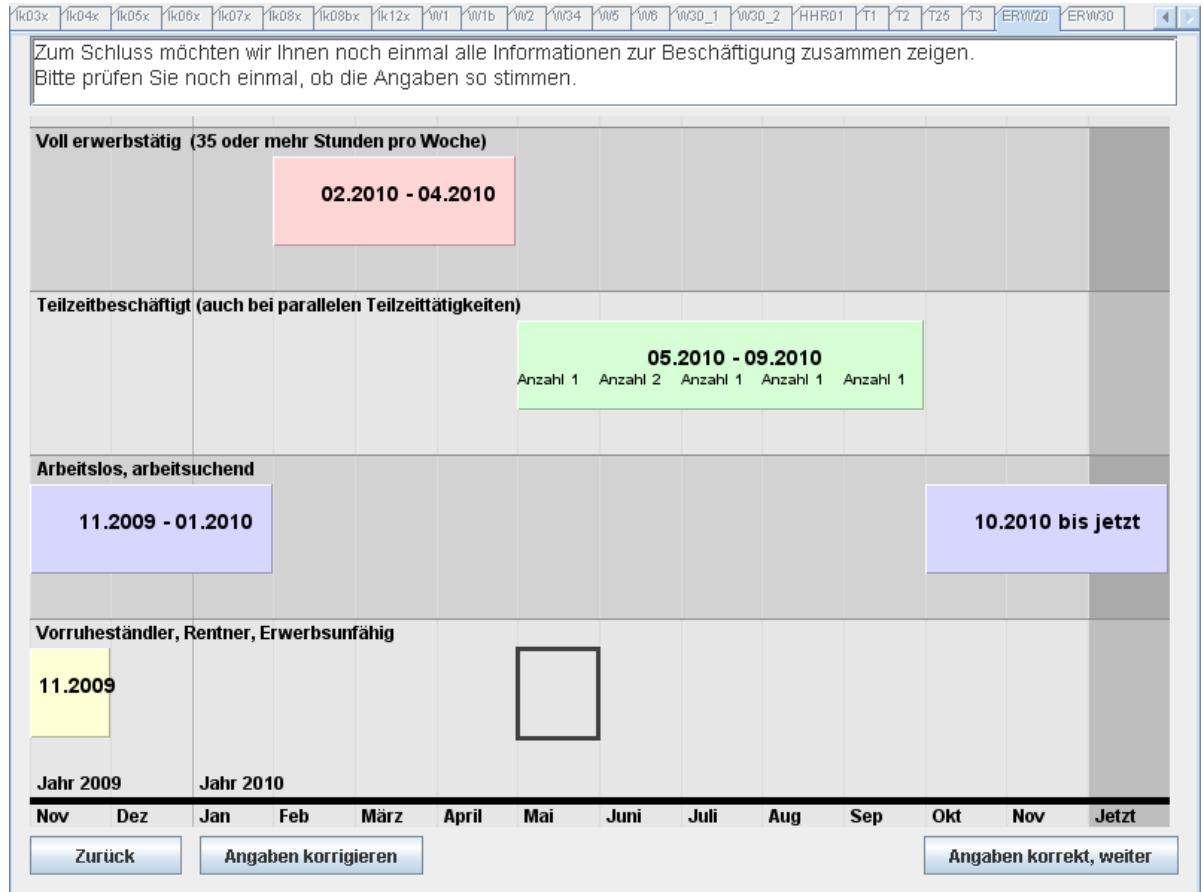 lk03x lk04x lk05x lk06x lk07x lk08x lk08bx lk12x W1 W1b W2 W34 W5 W6 W30_1 W30_2 HHR01 T1 T2 T25 T3 ERW20 ERW30
Zum Schluss möchten wir Ihnen noch einmal alle Informationen zur Beschäftigung zusammen zeigen.
Bitte prüfen Sie noch einmal, ob die Angaben so stimmen.
Voll erwerbstätig (35 oder mehr Stunden pro Woche)
02.2010 - 04.2010
Teilzeitbeschäftigt (auch bei parallelen Teilzeittätigkeiten)
05.2010 - 09.2010
Anzahl 1 Anzahl 2 Anzahl 1 Anzahl 1 Anzahl 1
Arbeitslos, arbeitsuchend
11.2009 - 01.2010 10.2010 bis jetzt
Vorruheständler, Rentner, Erwerbsunfähig
11.2009
Jahr 2009 Jahr 2010
Nov Dez Jan Feb März April Mai Juni Juli Aug Sep Okt Nov Jetzt
Zurück Angaben korrigieren Angaben korrekt, weiter